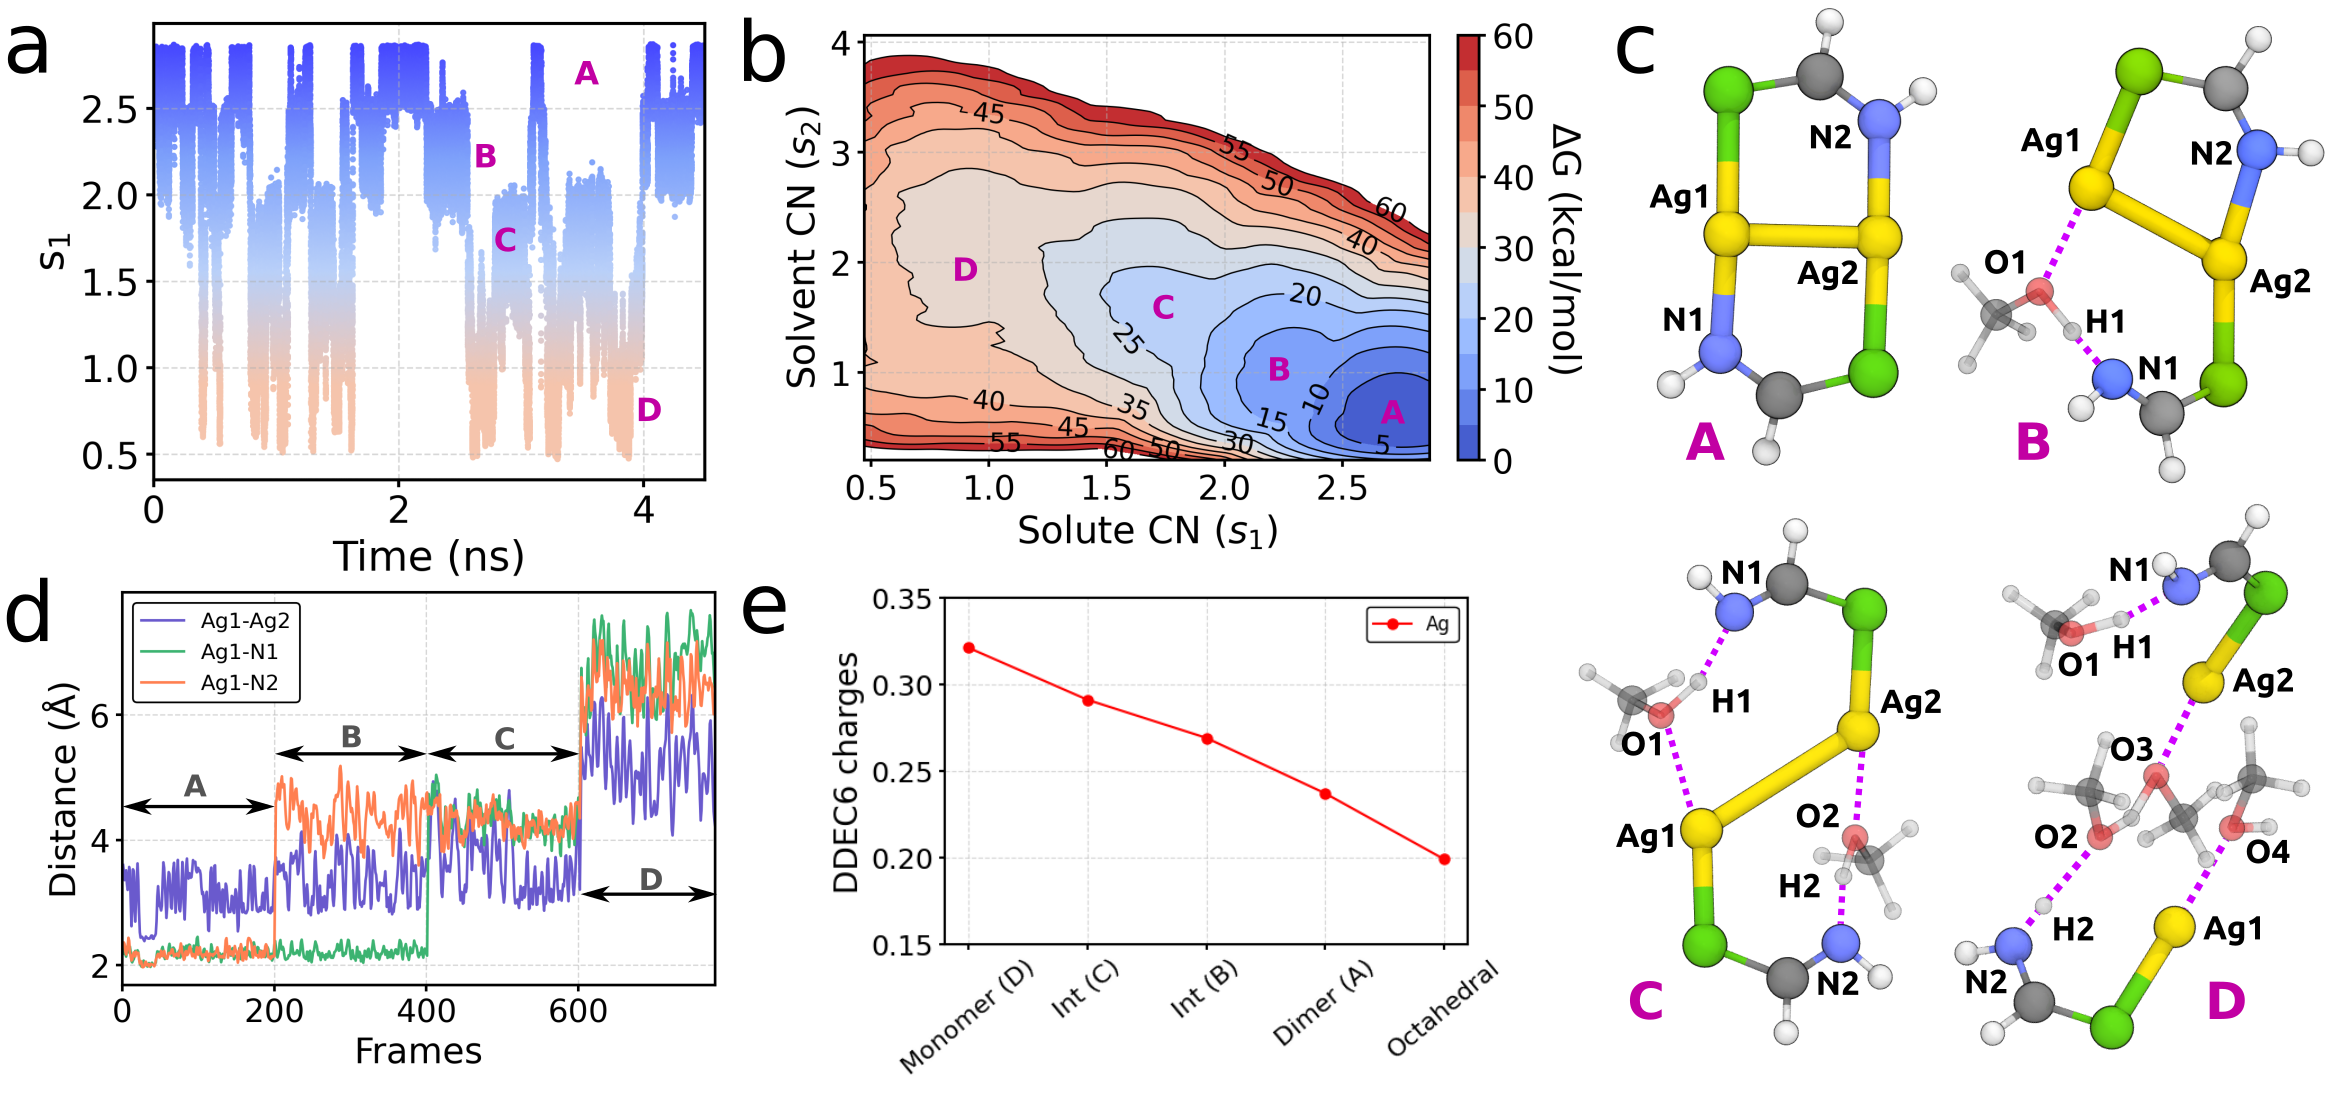 a
s1
2.5
2.0
1.5
1.0
0.5
A
B
C
D
0
2
4
Time (ns)
b
Solvent CN (s2)
4
3
2
1
45
55
50
60
40
20
25
10
15
35
40
45
55
60
50
30
5
D
C
B
A
0.5
1.0
1.5
2.0
2.5
Solute CN (s1)
60
50
40
30
20
10
0
ΔG (kcal/mol)
c
N2
Ag1
Ag2
N1
A
Ag1
N2
O1
Ag2
H1
N1
B
N1
H1
O1
Ag2
Ag1
O2
H2
N2
C
N1
O1
H1
Ag2
O3
O2
O4
H2
Ag1
N2
D
d
Ag1-Ag2
Ag1-N1
Ag1-N2
Distance (Å)
6
4
2
A
B
C
D
0
200
400
600
Frames
e
Ag
DDEC6 charges
0.35
0.30
0.25
0.20
0.15
Monomer (D)
Int (C)
Int (B)
Dimer (A)
Octahedral